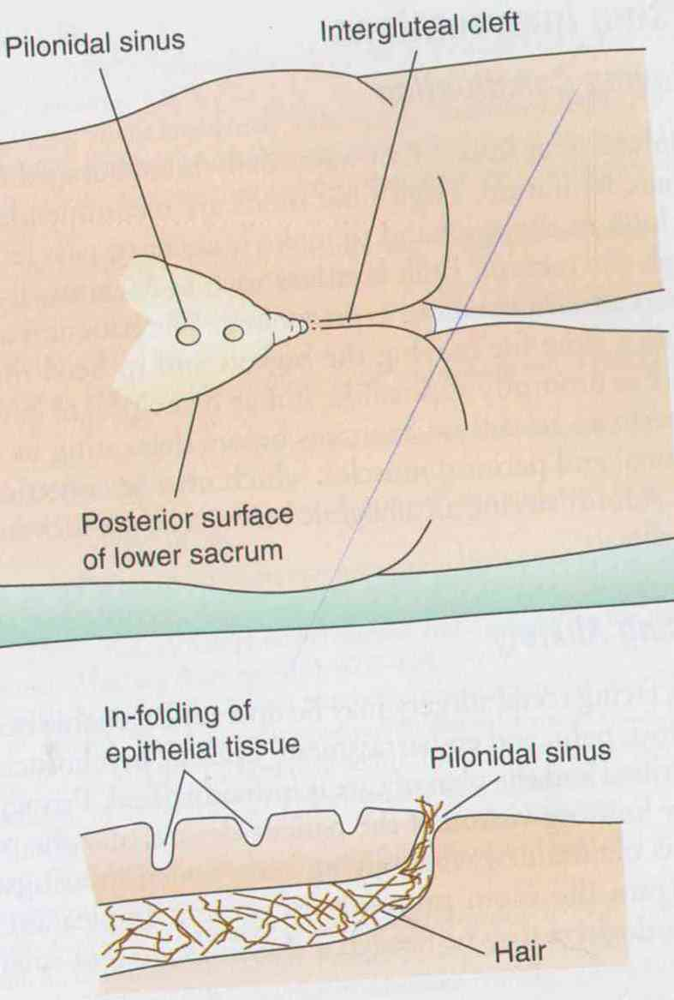 Pilonidal sinus
Intergluteal cleft
Posterior surface
of lower sacrum
In-folding of
epithelial tissue
Pilonidal sinus
Hair